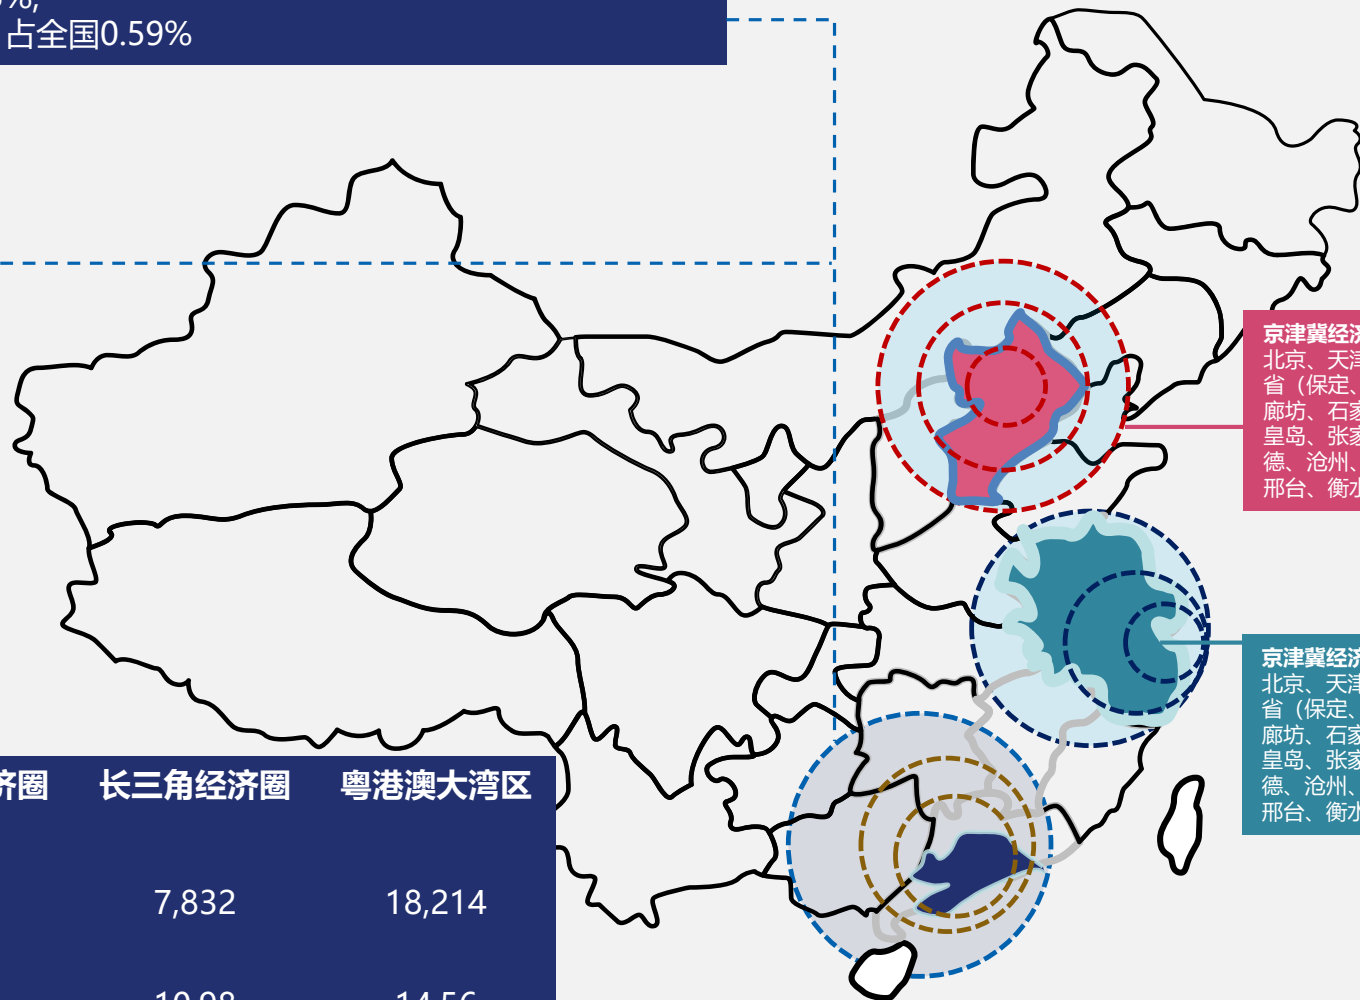 占全国0.59%
京津冀经济
北京、天津
省（保定、
廊坊、石家
皇岛、张家
德、沧州、
邢台、衡水
京津冀经济
北京、天津
省（保定、
廊坊、石家
皇岛、张家
德、沧州、
邢台、衡水
济圈 长三角经济圈 粤港澳大湾区
7,832 18,214